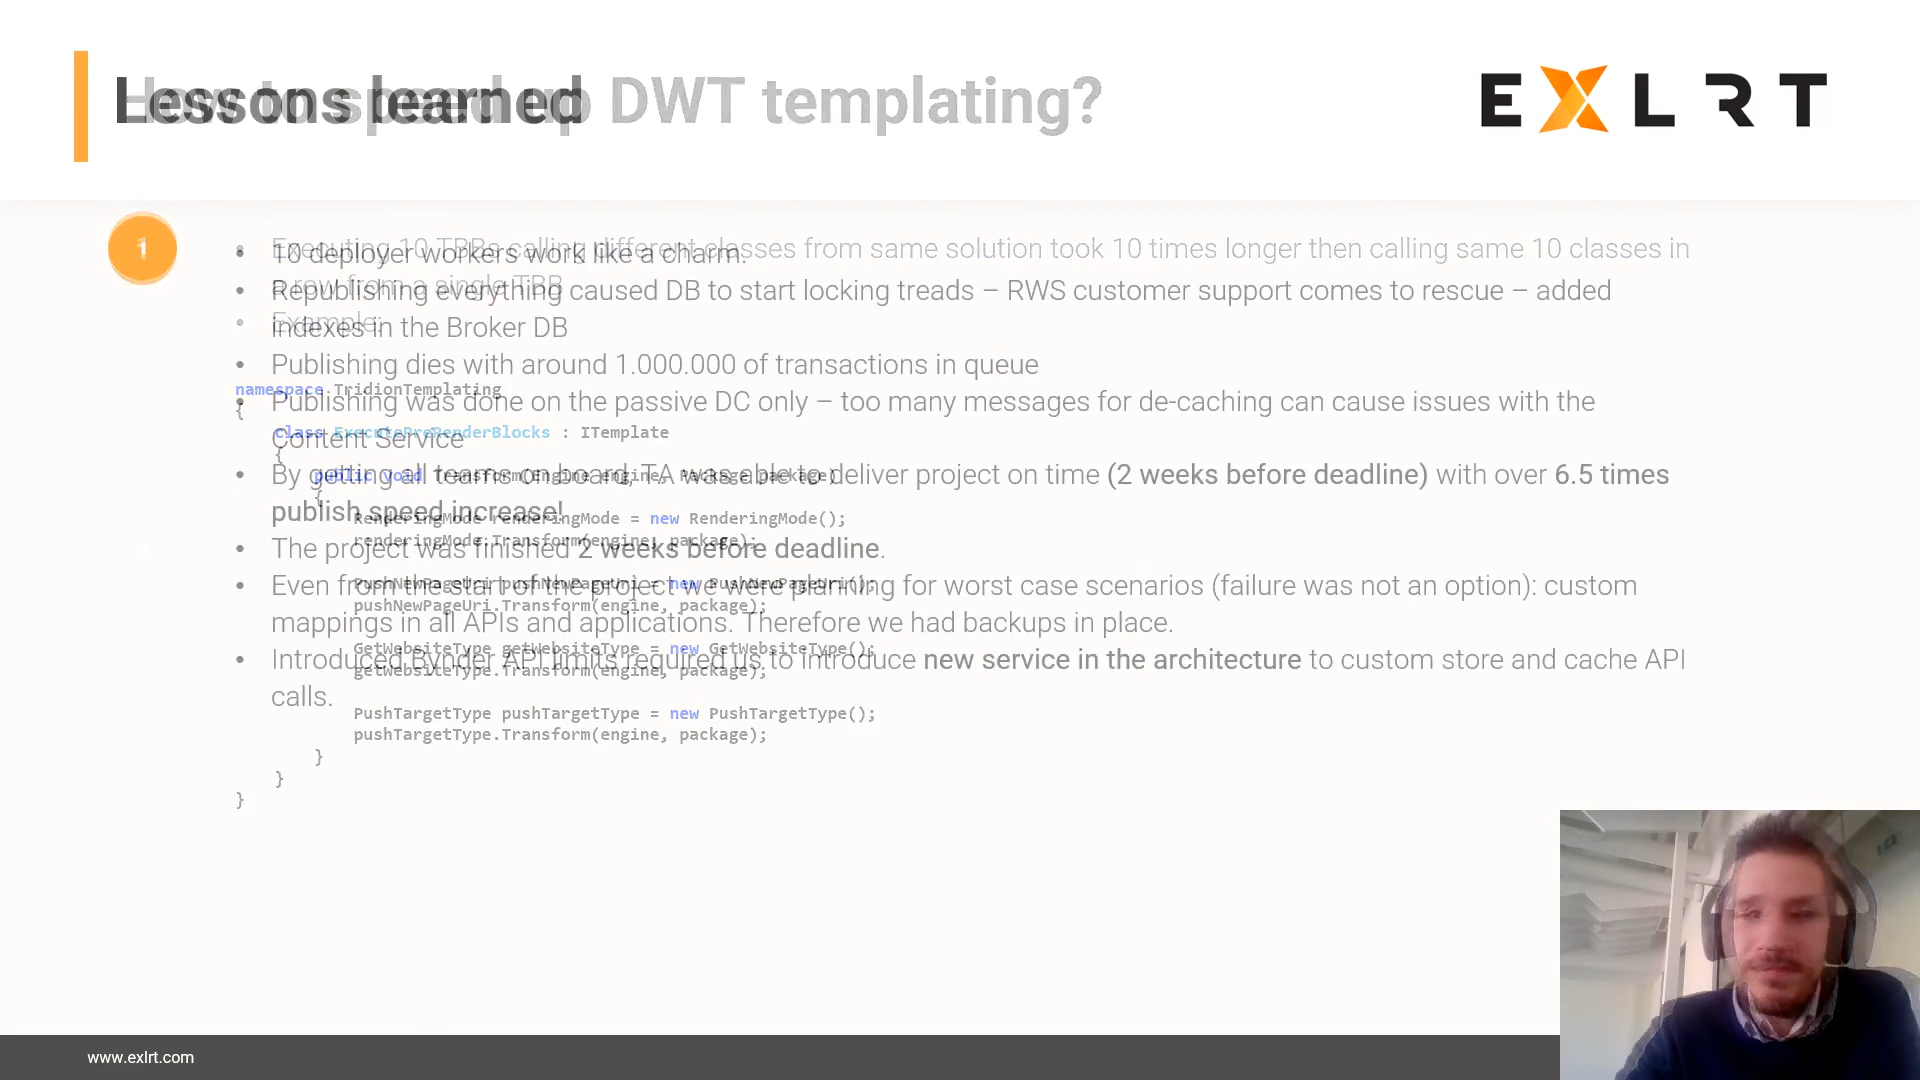 Lessons learned
How to speed up DWT templating?
EXLRT
1
• 10 deployer workers work like a charm.
• Republishing everything caused DB to start locking treads – RWS customer support comes to rescue – added
indexes in the Broker DB
• Publishing dies with around 1.000.000 of transactions in queue
• Publishing was done on the passive DC only – too many messages for de-caching can cause issues with the
Content Service
• By getting all teams on board, TA was able to deliver project on time (2 weeks before deadline) with over 6.5 times
publish speed increase!
• The project was finished 2 weeks before deadline.
• Even from the start of the project we were planning for worst case scenarios (failure was not an option): custom
mappings in all APIs and applications. Therefore we had backups in place.
• Introduced Bynder API limits required us to introduce new service in the architecture to custom store and cache API
calls.
• Executing 10 TBBs calling different classes from same solution took 10 times longer then calling same 10 classes in
a row from a single TBB
• Example:
namespace TridionTemplating
{
class ExecutePreRenderBlocks : ITemplate
{
public void Transform(Engine engine, Package package)
{
RenderingMode renderingMode = new RenderingMode();
renderingMode.Transform(engine, package);
PushNewPageUri pushNewPageUri = new PushNewPageUri();
pushNewPageUri.Transform(engine, package);
GetWebsiteType getWebsiteType = new GetWebsiteType();
getWebsiteType.Transform(engine, package);
PushTargetType pushTargetType = new PushTargetType();
pushTargetType.Transform(engine, package);
}
}
}
www.exlrt.com